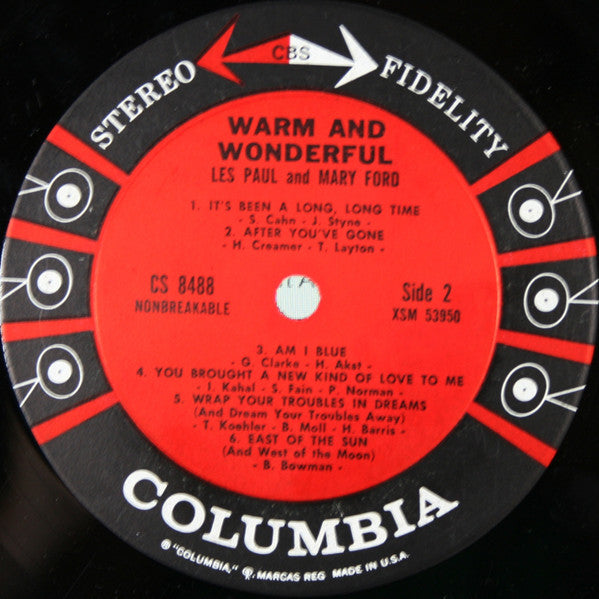 CBS
STEREO FIDELITY
WARM AND
WONDERFUL
LES PAUL and MARY FORD
1. IT'S BEEN A LONG, LONG TIME
- S. Cahn - J. Styne -
2. AFTER YOU'VE GONE
- H. Creamer - T. Layton -
CS 8488
NONBREAKABLE
Side 2
XSM 53950
3. AM I BLUE
- G. Clarke - H. Akst -
4. YOU BROUGHT A NEW KIND OF LOVE TO ME
- I. Kahal - S. Fain - P. Norman -
5. WRAP YOUR TROUBLES IN DREAMS
(And Dream Your Troubles Away)
- T. Koehler - B. Moll - H. Barris -
6. EAST OF THE SUN
(And West of the Moon)
- B. Bowman -
COLUMBIA
® "COLUMBIA," ⓟ, MARCAS REG MADE IN U.S.A.